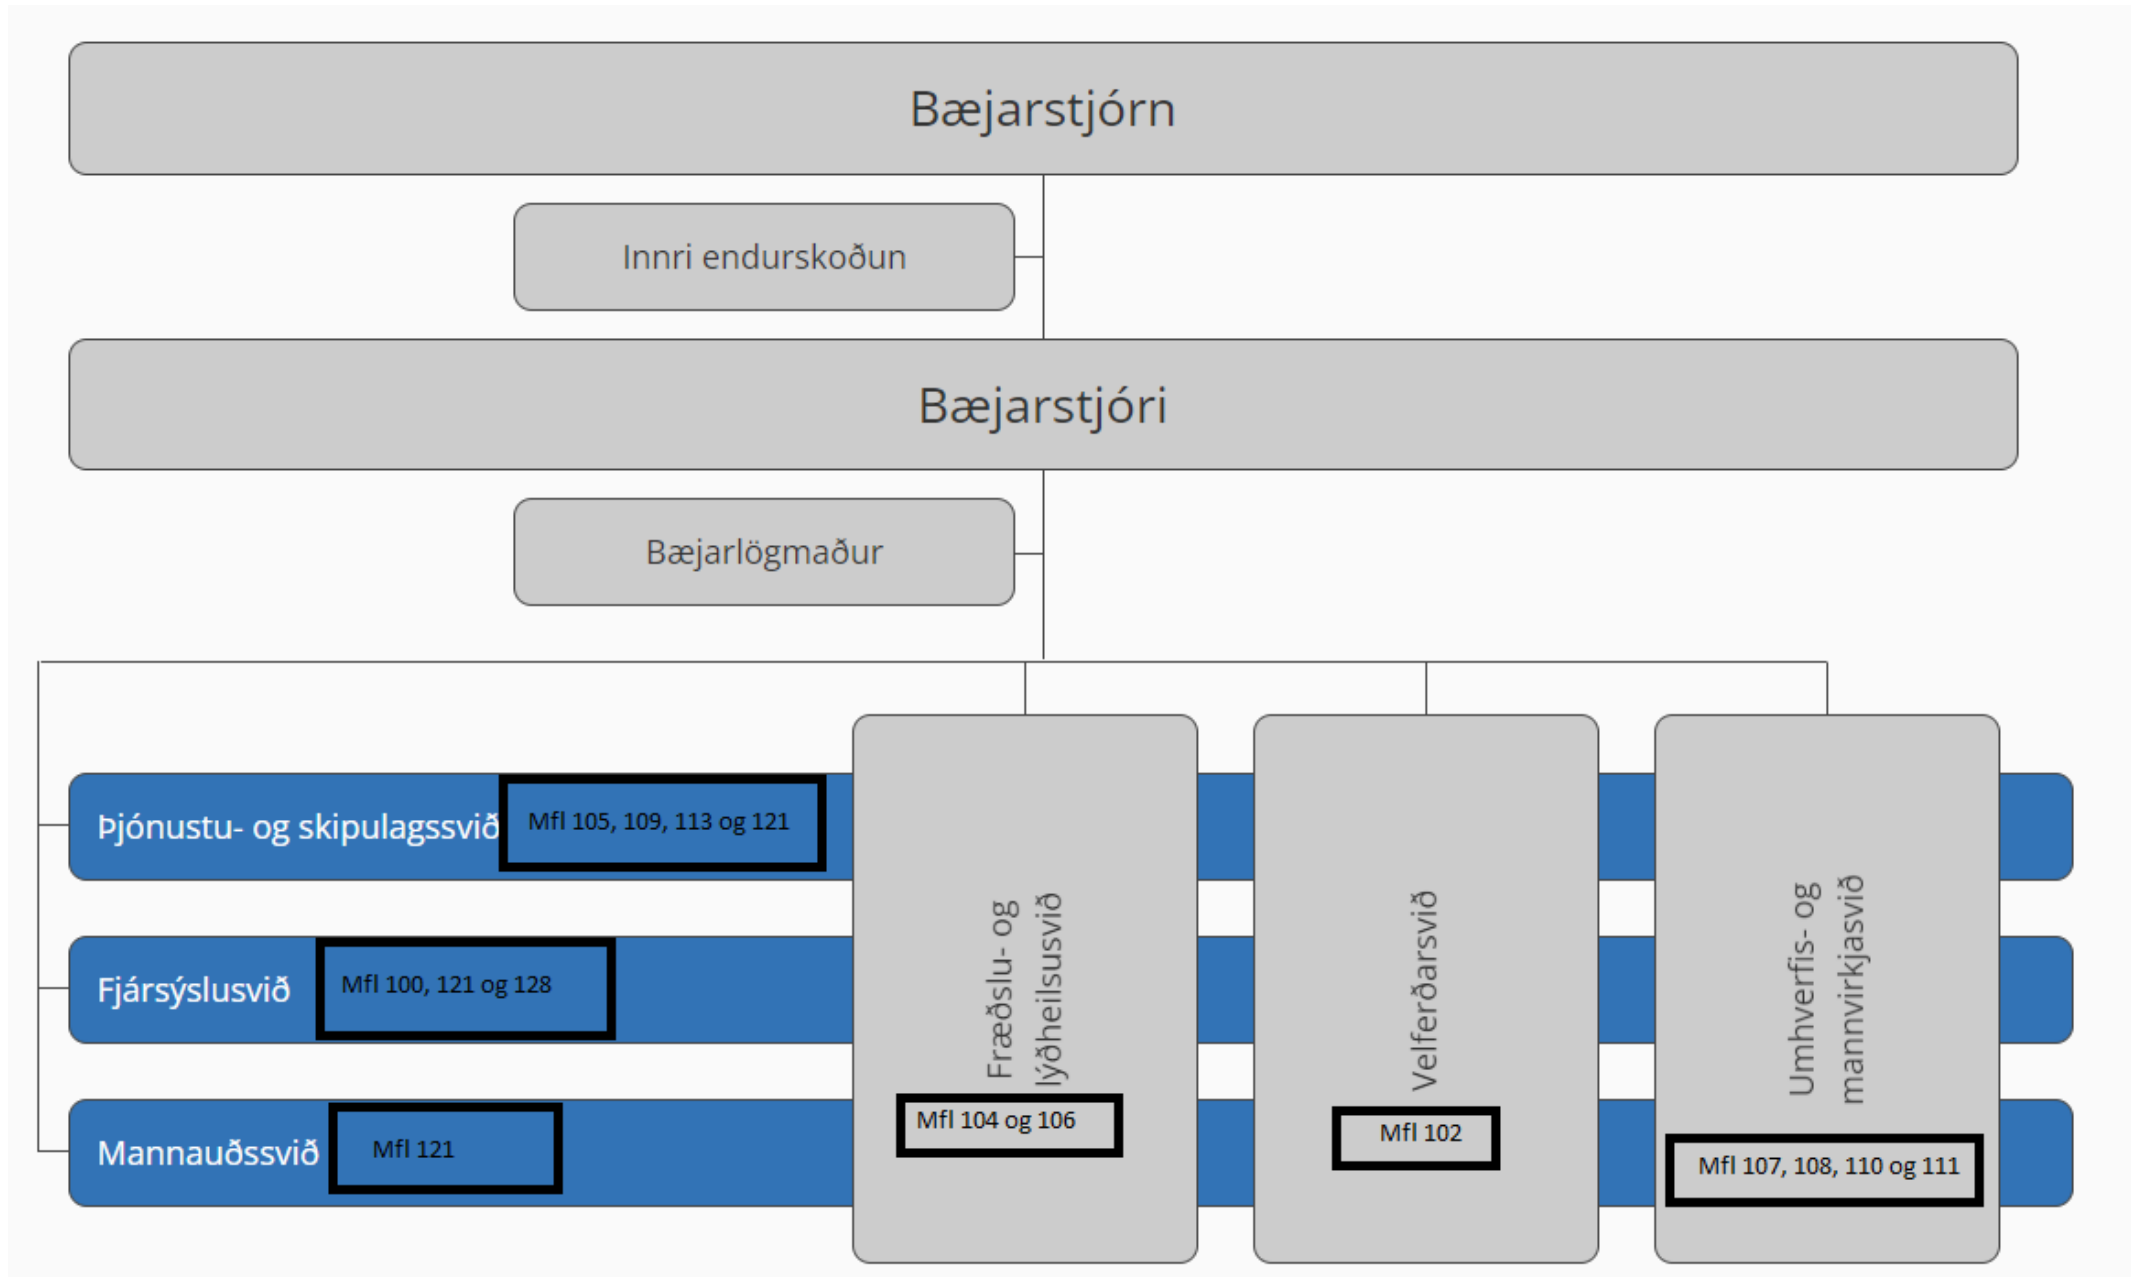 Bæjarstjórn
Innri endurskoðun
Bæjarstjóri
Bæjarlögmaður
Þjónustu- og skipulagssvið
Mfl 105, 109, 113 og 121
Fjársýslusvið
Mfl 100, 121 og 128
Mannauðssvið
Mfl 121
Fræðslu- og
lýðheilsusvið
Mfl 104 og 106
Velferðarsvið
Mfl 102
Umhverfis- og
mannvirkjasvið
Mfl 107, 108, 110 og 111